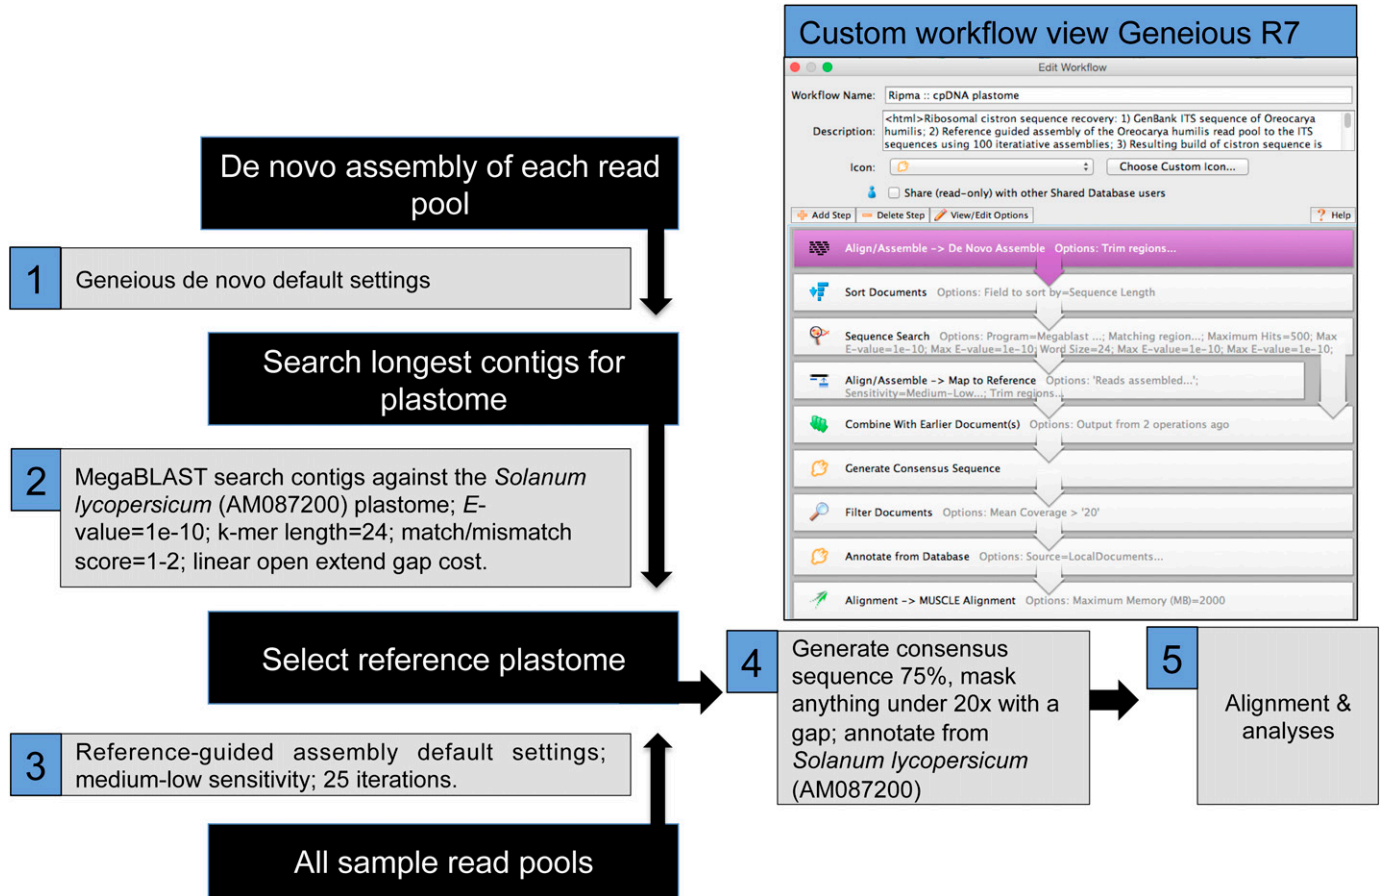 Custom workflow view Geneious R7
Edit Workflow
Workflow Name: Ripma :: cpDNA plastome
Description: <html>Ribosomal cistron sequence recovery: 1) GenBank ITS sequence of Oreocarya
humilis; 2) Reference guided assembly of the Oreocarya humilis read pool to the ITS
sequences using 100 iteratiative assemblies; 3) Resulting build of cistron sequence is
Icon: Choose Custom Icon...
Share (read-only) with other Shared Database users
Add Step Delete Step View/Edit Options ? Help
Align/Assemble -> De Novo Assemble Options: Trim regions...
Sort Documents Options: Field to sort by=Sequence Length
Sequence Search Options: Program=Megablast ...; Matching region...; Maximum Hits=500; Max
E-value=1e-10; Max E-value=1e-10; Word Size=24; Max E-value=1e-10; Max E-value=1e-10;
Align/Assemble -> Map to Reference Options: 'Reads assembled...';
Sensitivity=Medium-Low...; Trim regions...
Combine With Earlier Document(s) Options: Output from 2 operations ago
Generate Consensus Sequence
Filter Documents Options: Mean Coverage > '20'
Annotate from Database Options: Source=LocalDocuments...
Alignment -> MUSCLE Alignment Options: Maximum Memory (MB)=2000
De novo assembly of each read
pool
1
Geneious de novo default settings
Search longest contigs for
plastome
2
MegaBLAST search contigs against the Solanum
lycopersicum (AM087200) plastome; E-
value=1e-10; k-mer length=24; match/mismatch
score=1-2; linear open extend gap cost.
Select reference plastome
3
Reference-guided assembly default settings;
medium-low sensitivity; 25 iterations.
All sample read pools
4
Generate consensus
sequence 75%, mask
anything under 20x with a
gap; annotate from
Solanum lycopersicum
(AM087200)
5
Alignment &
analyses